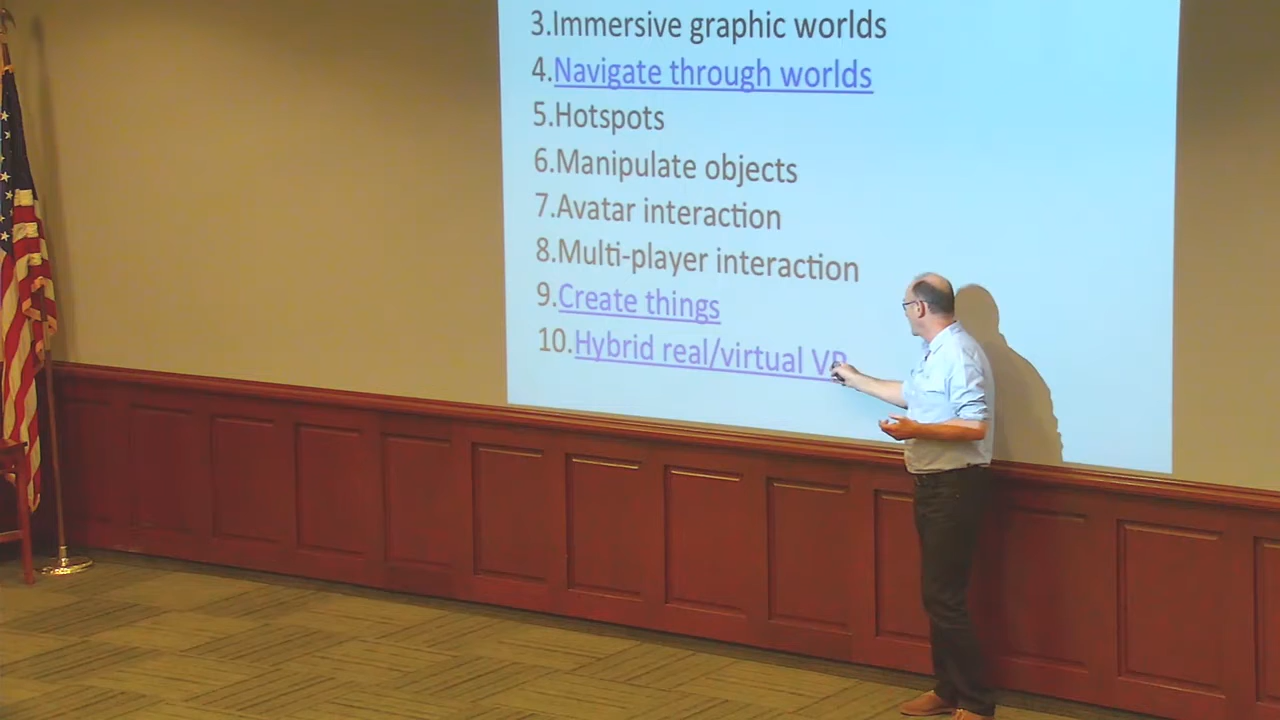 3.Immersive graphic worlds
4.Navigate through worlds
5.Hotspots
6.Manipulate objects
7.Avatar interaction
8.Multi-player interaction
9.Create things
10.Hybrid real/virtual VR